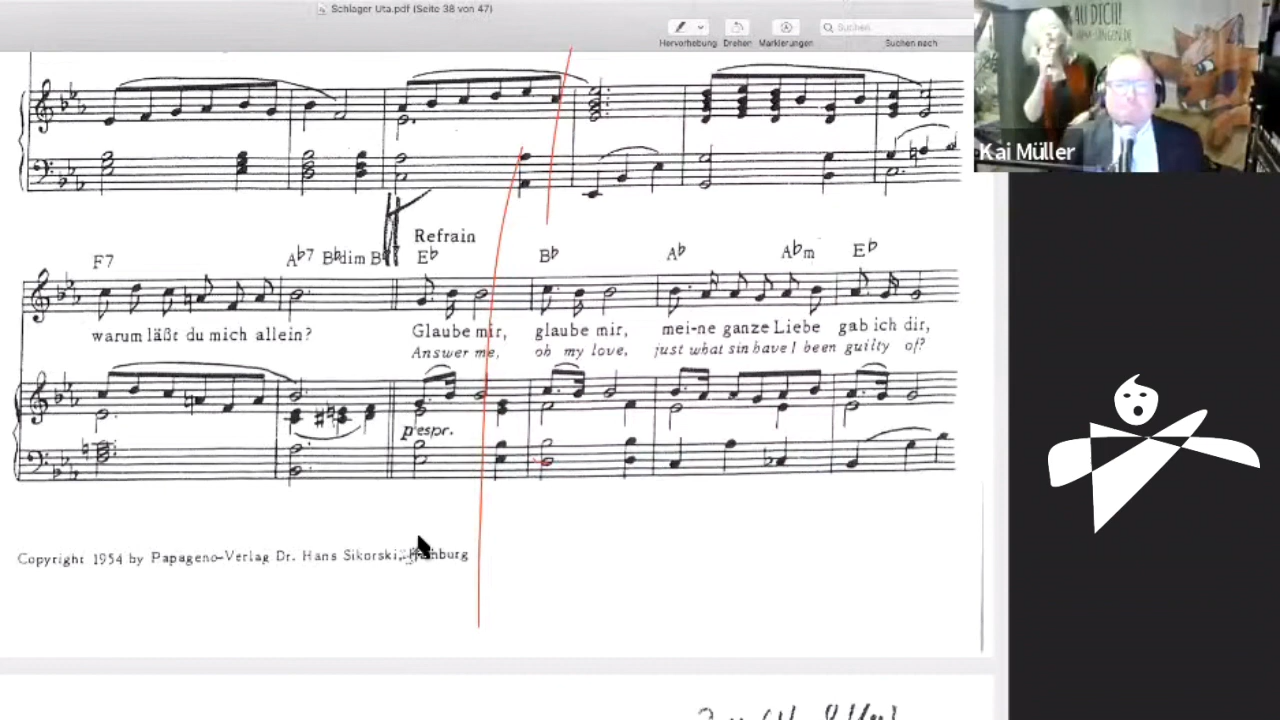 Schlager Uta.pdf (Seite 38 von 47)
Hervorhebung Drehen Markierungen Suchen
Suchen nach
AU DICH!
Kai Müller
Refrain
F7 A♭7 B♭dim E♭ B♭ A♭ A♭m E♭
warum läßt du mich allein? Glaube mir, glaube mir, mei-ne ganze Liebe gab ich dir,
Answer me, oh my love, just what sin have I been guilty of?
p espr.
Copyright 1954 by Papageno-Verlag Dr. Hans Sikorski, Hamburg